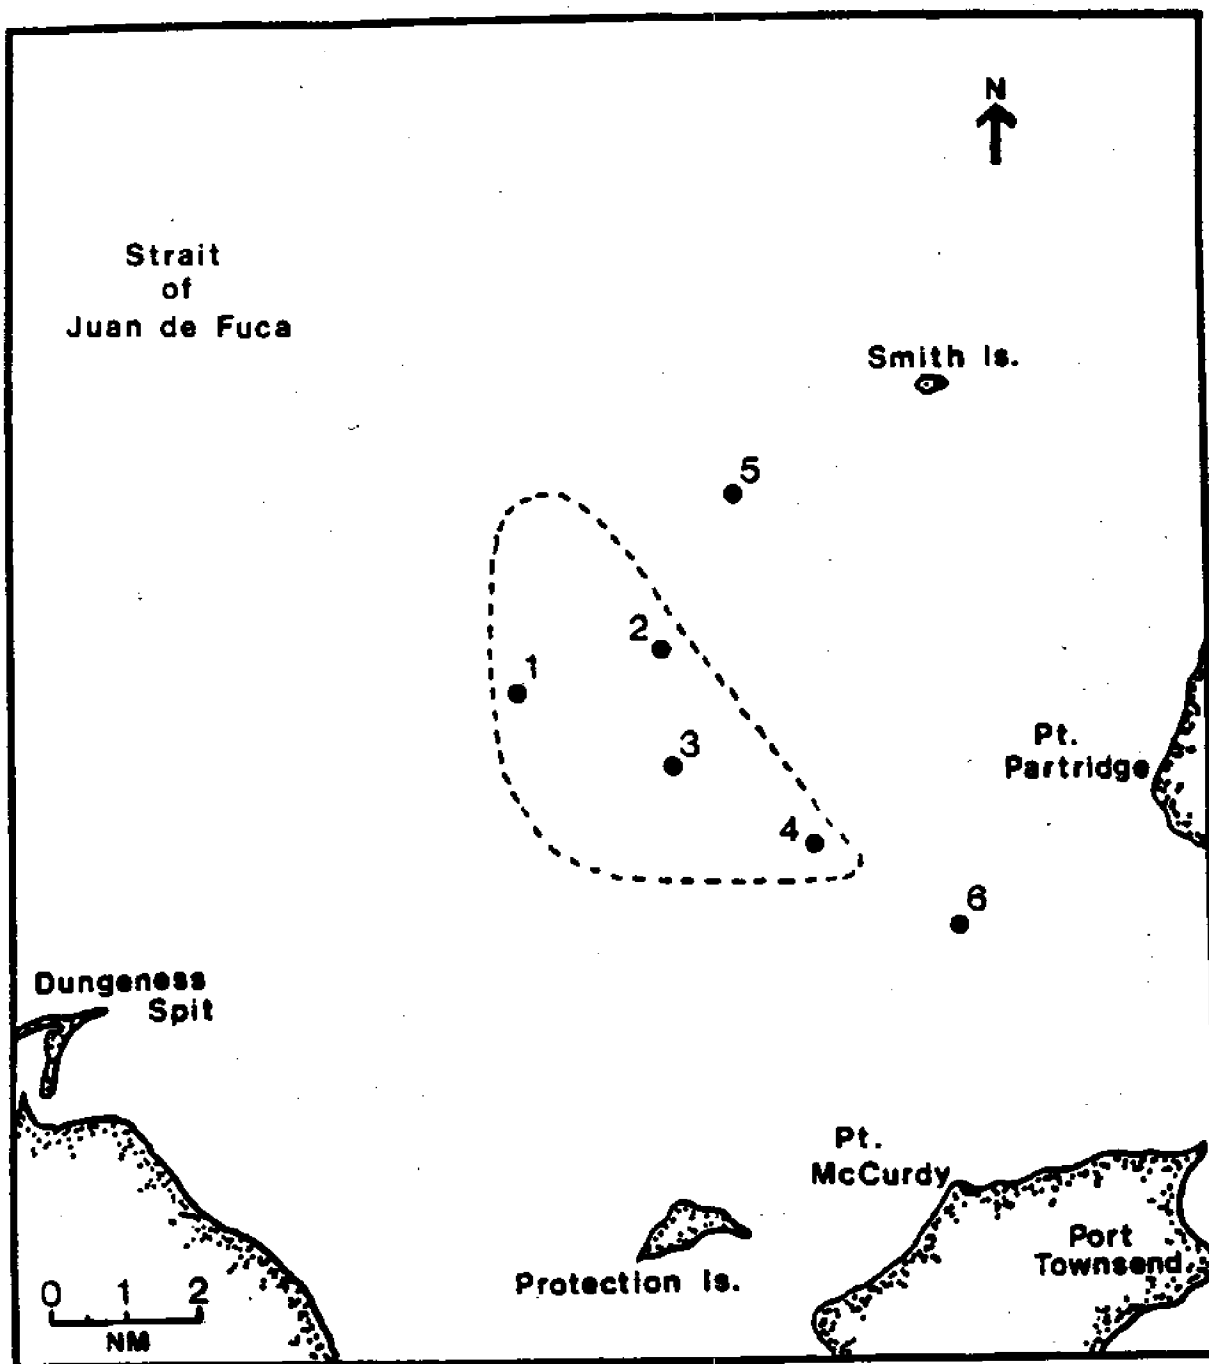 N
Strait
of
Juan de Fuca
Smith Is.
5
2
1
3
Pt.
Partridge
4
6
Dungeness
Spit
Pt.
McCurdy
Port
Townsend
Protection Is.
0 1 2
NM